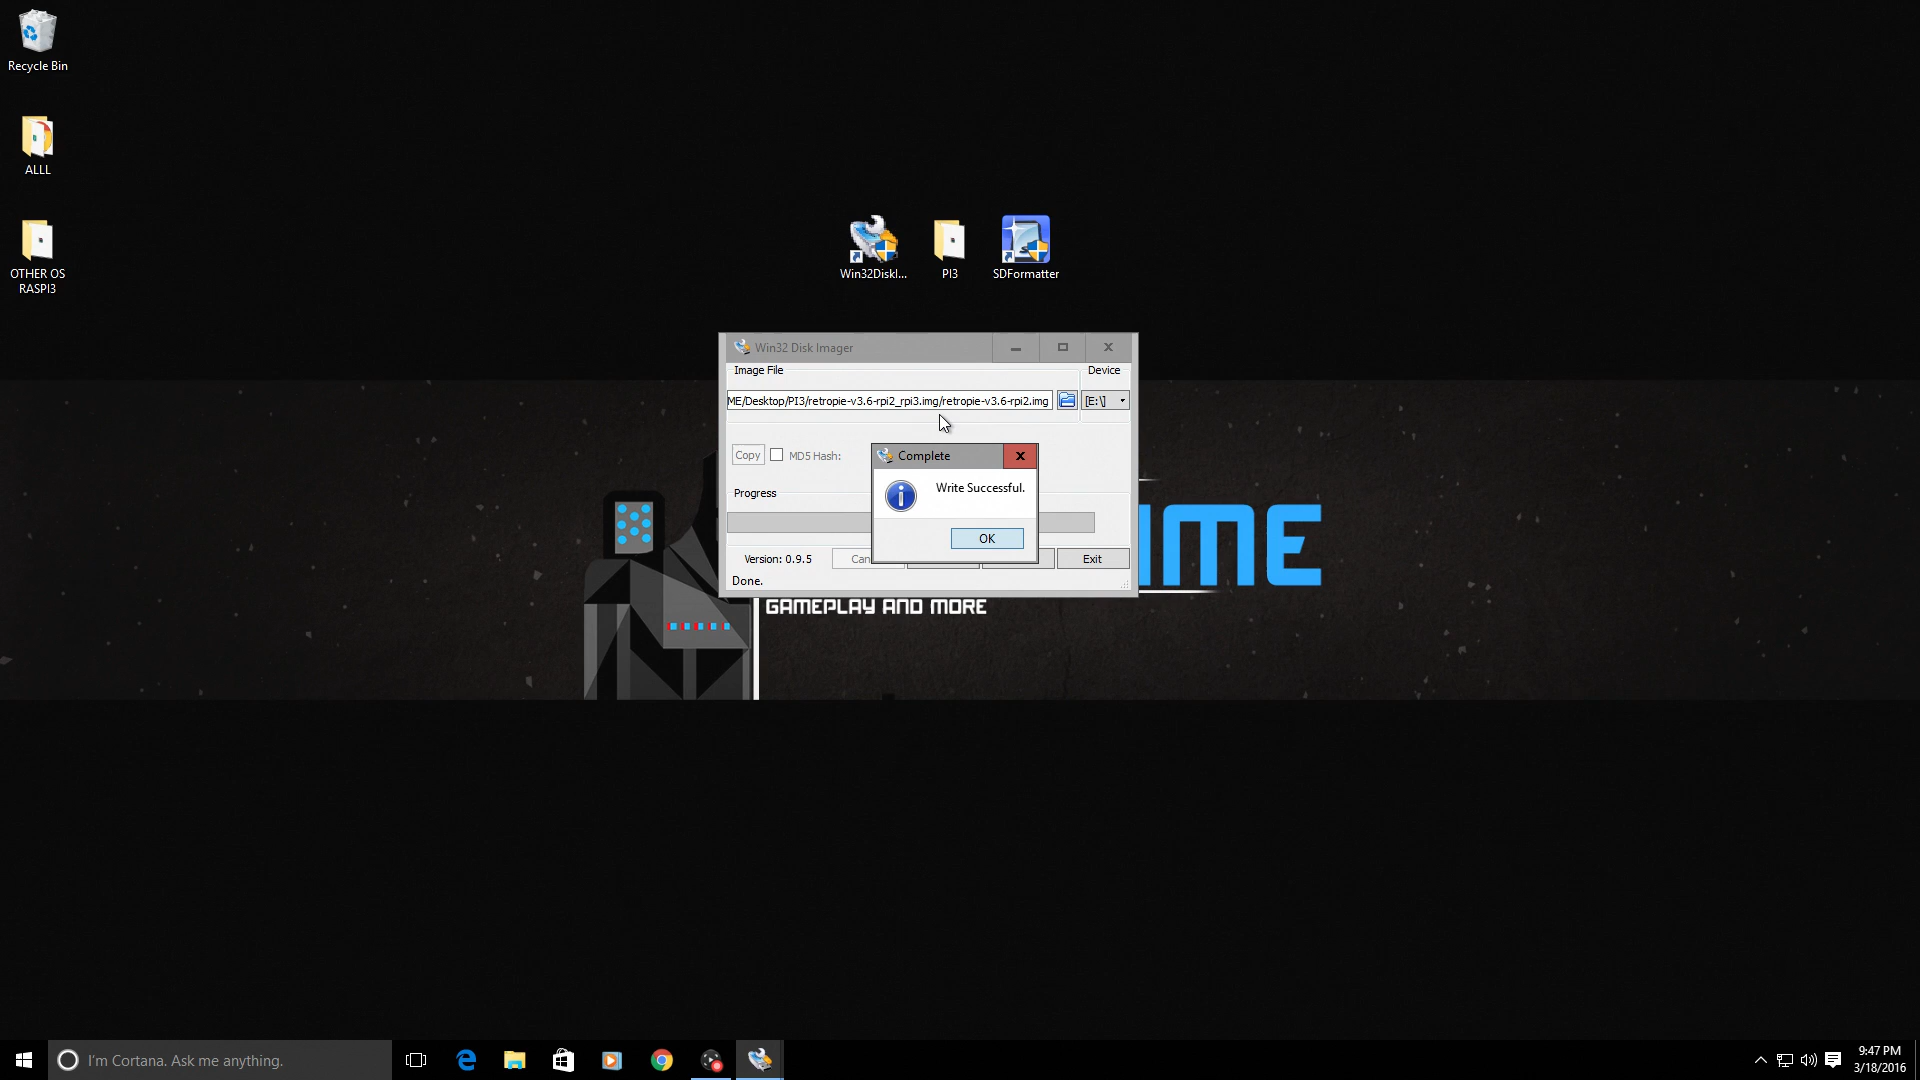 Recycle Bin
ALLL
OTHER OS
RASPI3
Win32DiskI...
PI3
SDFormatter
Win32 Disk Imager
Image File
Device
ME/Desktop/PI3/retropie-v3.6-rpi2_rpi3.img/retropie-v3.6-rpi2.img
[E:\]
Copy
MD5 Hash:
Complete
Write Successful.
OK
Progress
Version: 0.9.5
Can
Exit
Done.
IME
GAMEPLAY AND MORE
I'm Cortana. Ask me anything.
9:47 PM
3/18/2016